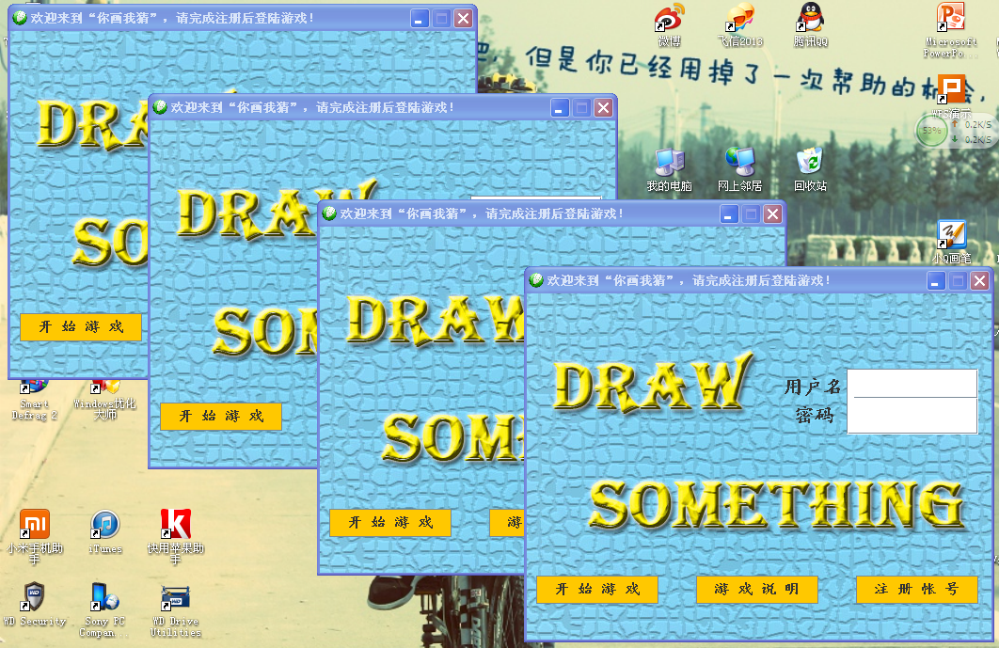 欢迎来到“你画我猜”，请完成注册后登陆游戏！
DRA
SO
开 始 游 戏
欢迎来到“你画我猜”，请完成注册后登陆游戏！
DRAW
SOM
开 始 游 戏
欢迎来到“你画我猜”，请完成注册后登陆游戏！
DRAW
SOM
开 始 游 戏
游
欢迎来到“你画我猜”，请完成注册后登陆游戏！
DRAW
用户名
密码
SOMETHING
开 始 游 戏
游 戏 说 明
注 册 帐 号
但是你已经用掉了一次帮助的机会，
微博
飞信2013
腾讯QQ
Microsoft
PowerPo...
WPS演示
53%
0.2K/S
0.2K/S
我的电脑
网上邻居
回收站
小Q画笔
Smart
Defrag 2
Windows优化
大师
小米手机助
手
iTunes
快用苹果助
手
WD Security
Sony PC
Compan...
WD Drive
Utilities